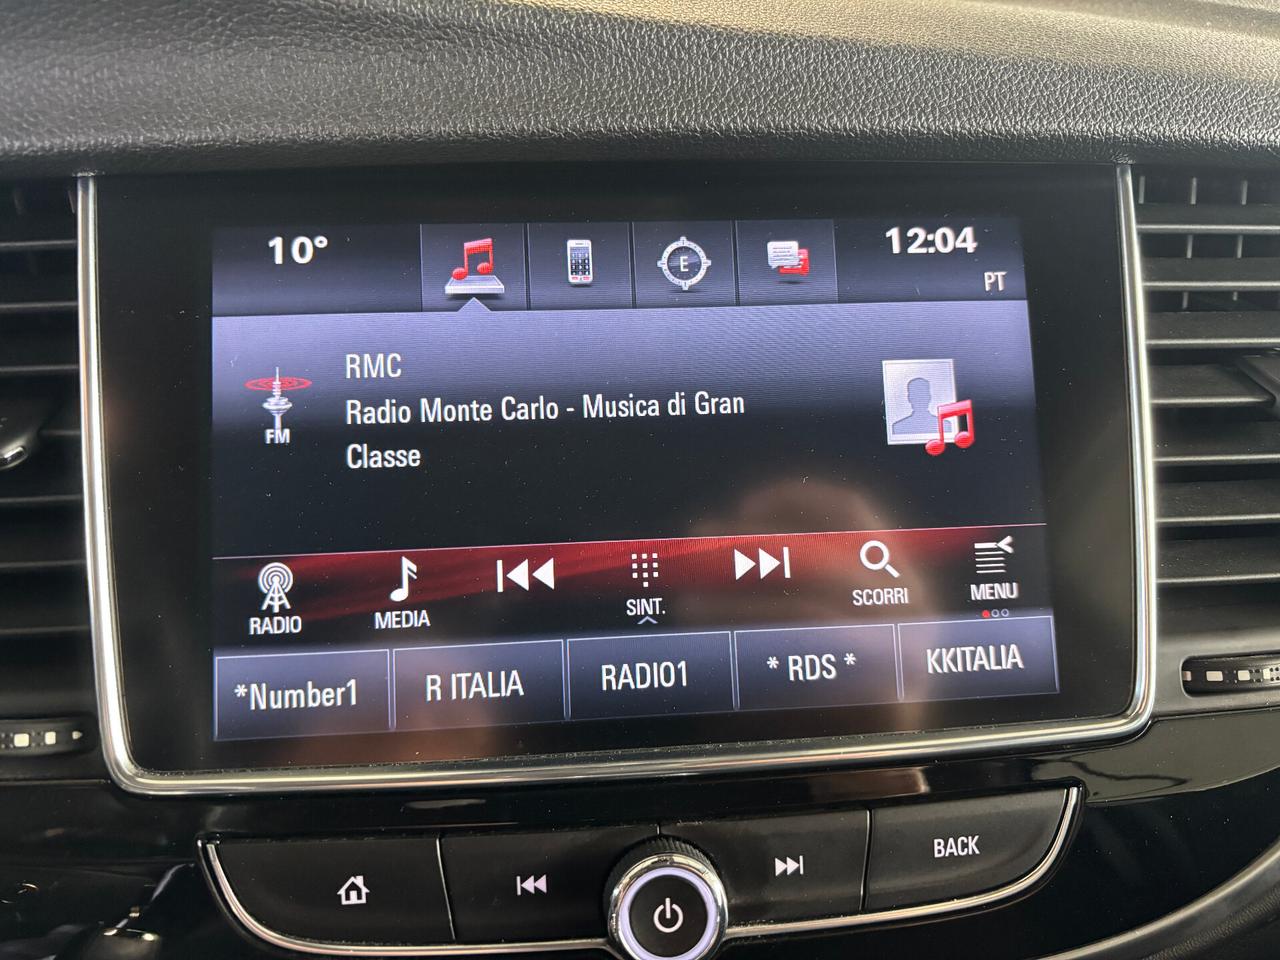 10°
E
12:04
PT
FM
RMC
Radio Monte Carlo - Musica di Gran
Classe
RADIO
MEDIA
SINT.
SCORRI
MENU
*Number1
R ITALIA
RADIO1
* RDS *
KKITALIA
BACK